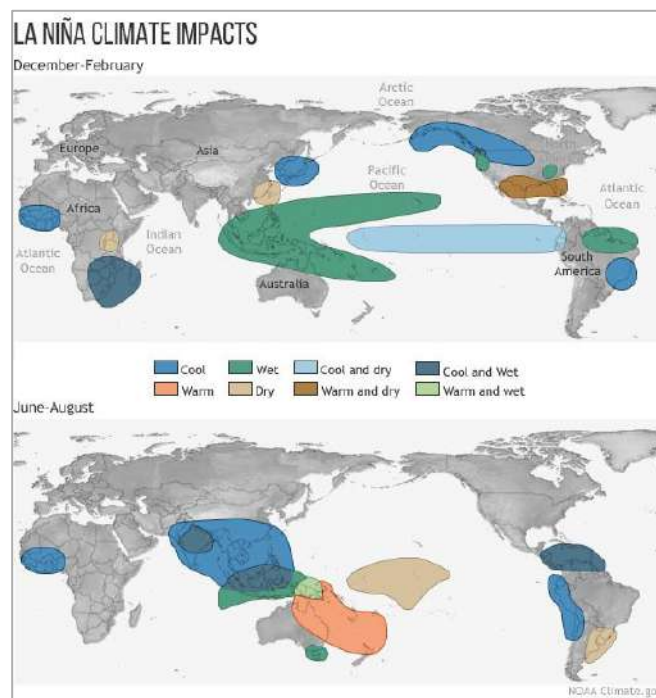 LA NIÑA CLIMATE IMPACTS
December-February
Arctic
Ocean
Europe
Asia
North
Pacific
Ocean
Atlantic
Ocean
Africa
Indian
Ocean
Atlantic
Ocean
South
America
Australia
Cool
Wet
Cool and dry
Cool and Wet
Warm
Dry
Warm and dry
Warm and wet
June-August
NOAA Climate.go